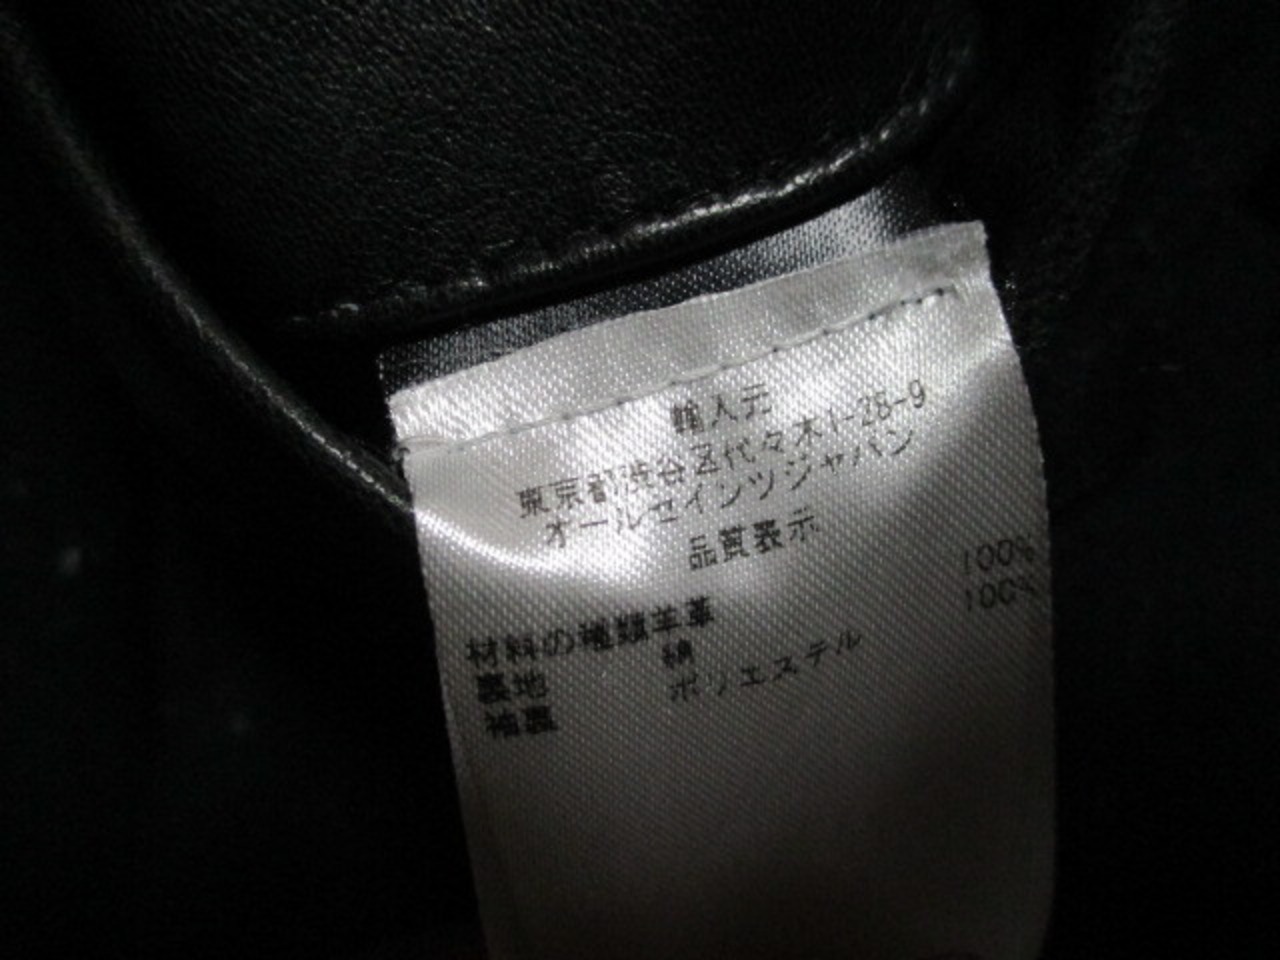 輸入元
東京都渋谷区代々木1-28-9
オールセインツジャパン
品質表示
材料の種類羊革
裏地 綿 100%
袖裏 ポリエステル 100%